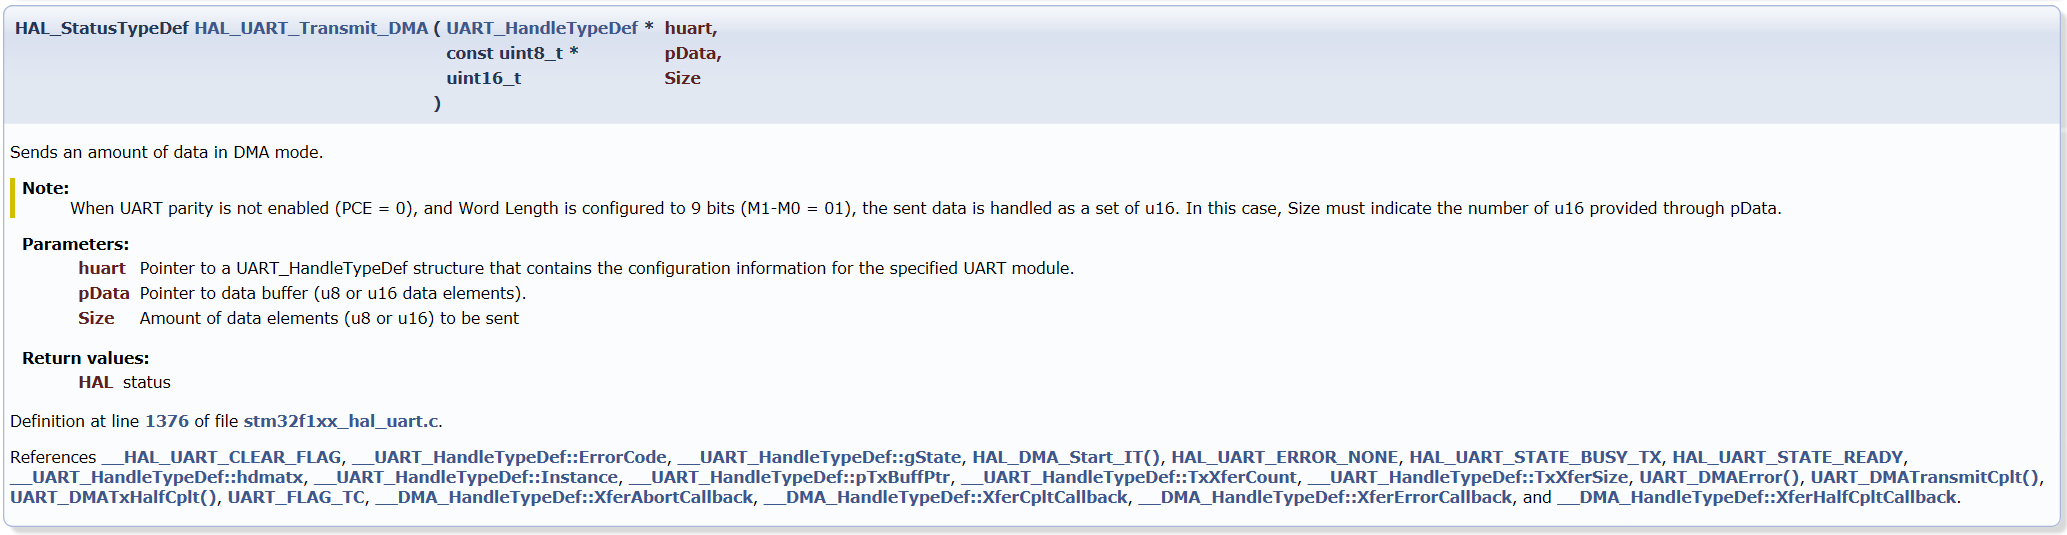 HAL_StatusTypeDef HAL_UART_Transmit_DMA ( UART_HandleTypeDef * huart,
const uint8_t * pData,
uint16_t Size
)
Sends an amount of data in DMA mode.
Note:
When UART parity is not enabled (PCE = 0), and Word Length is configured to 9 bits (M1-M0 = 01), the sent data is handled as a set of u16. In this case, Size must indicate the number of u16 provided through pData.
Parameters:
huart Pointer to a UART_HandleTypeDef structure that contains the configuration information for the specified UART module.
pData Pointer to data buffer (u8 or u16 data elements).
Size Amount of data elements (u8 or u16) to be sent
Return values:
HAL status
Definition at line 1376 of file stm32f1xx_hal_uart.c.
References __HAL_UART_CLEAR_FLAG, __UART_HandleTypeDef::ErrorCode, __UART_HandleTypeDef::gState, HAL_DMA_Start_IT(), HAL_UART_ERROR_NONE, HAL_UART_STATE_BUSY_TX, HAL_UART_STATE_READY,
__UART_HandleTypeDef::hdmatx, __UART_HandleTypeDef::Instance, __UART_HandleTypeDef::pTxBuffPtr, __UART_HandleTypeDef::TxXferCount, __UART_HandleTypeDef::TxXferSize, UART_DMAError(), UART_DMATransmitCplt(),
UART_DMATxHalfCplt(), UART_FLAG_TC, __DMA_HandleTypeDef::XferAbortCallback, __DMA_HandleTypeDef::XferCpltCallback, __DMA_HandleTypeDef::XferErrorCallback, and __DMA_HandleTypeDef::XferHalfCpltCallback.